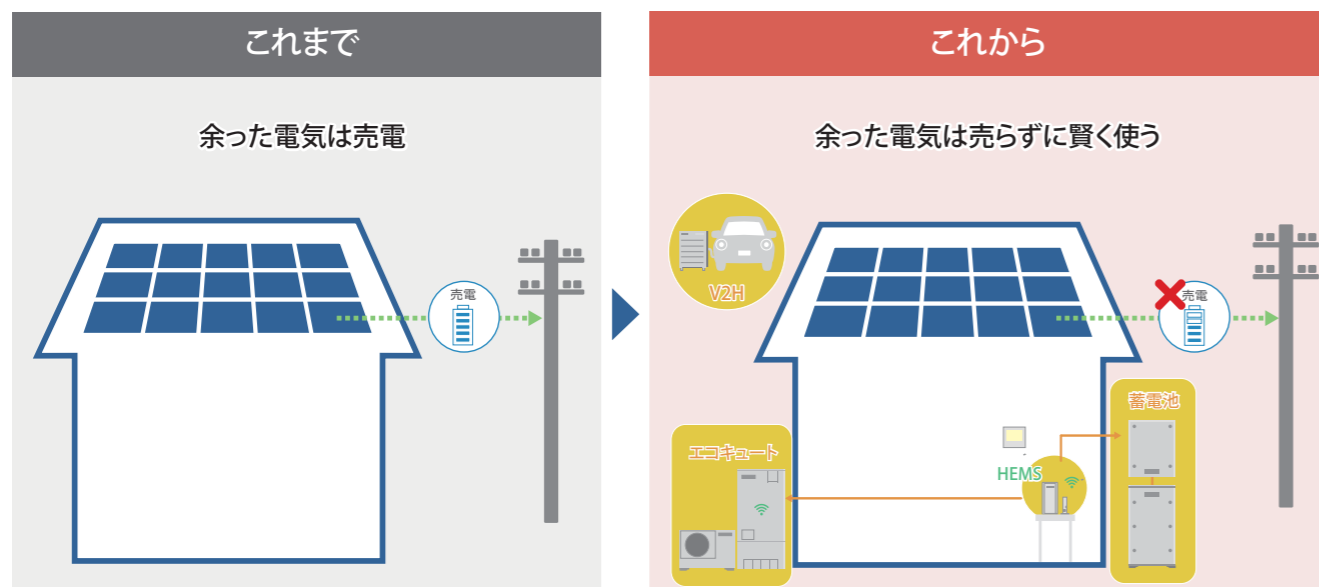 これまで
余った電気は売電
売電
これから
余った電気は売らずに賢く使う
V2H
売電
蓄電池
エコキュート
HEMS